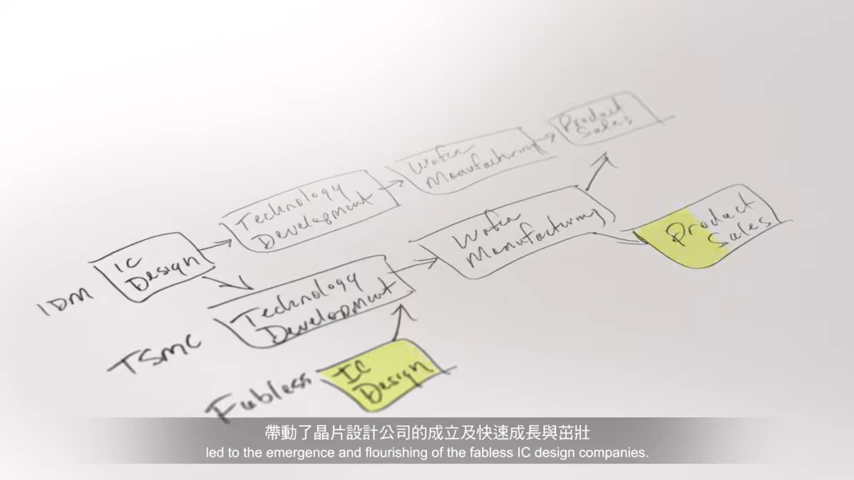 Product
Sales
Wafer
Manufacturing
Technology
Development
IC
Design
IDM
Product
Sales
Wafer
Manufacturing
Technology
Development
TSMC
IC
Design
Fabless
帶動了晶片設計公司的成立及快速成長與茁壯
led to the emergence and flourishing of the fabless IC design companies.